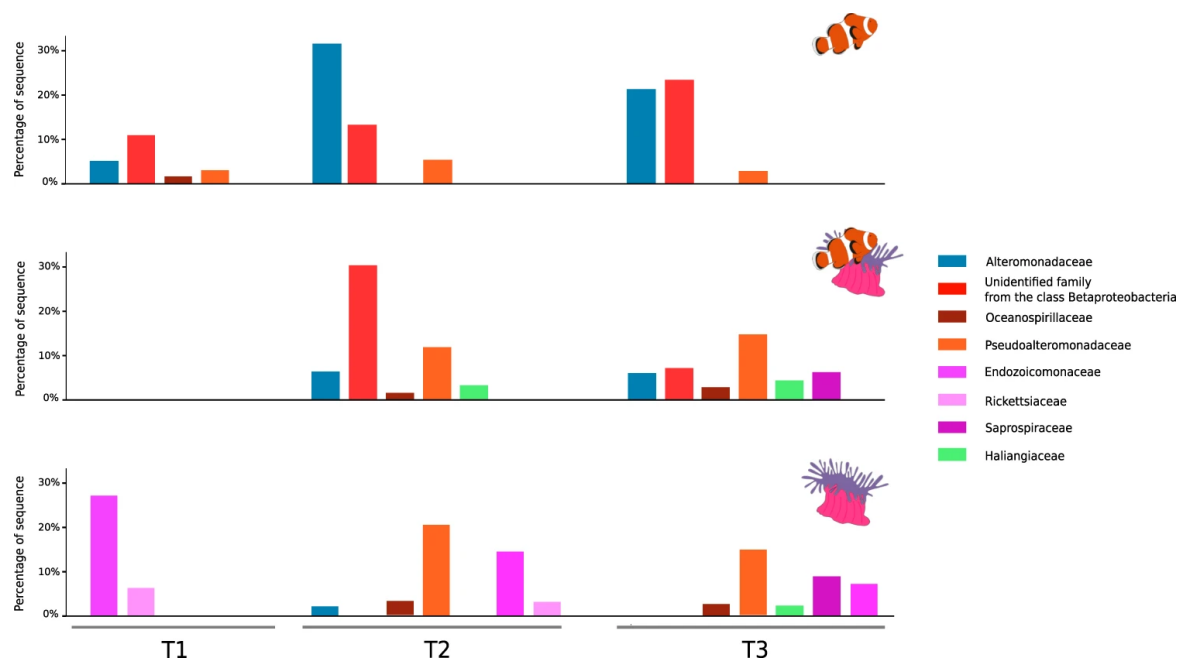 Percentage of sequence
30%
20%
10%
0%
Percentage of sequence
30%
20%
10%
0%
Alteromonadaceae
Unidentified family
from the class Betaproteobacteria
Oceanospirillaceae
Pseudoalteromonadaceae
Endozoicomonaceae
Rickettsiaceae
Saprospiraceae
Haliangiaceae
Percentage of sequence
30%
20%
10%
0%
T1 T2 T3